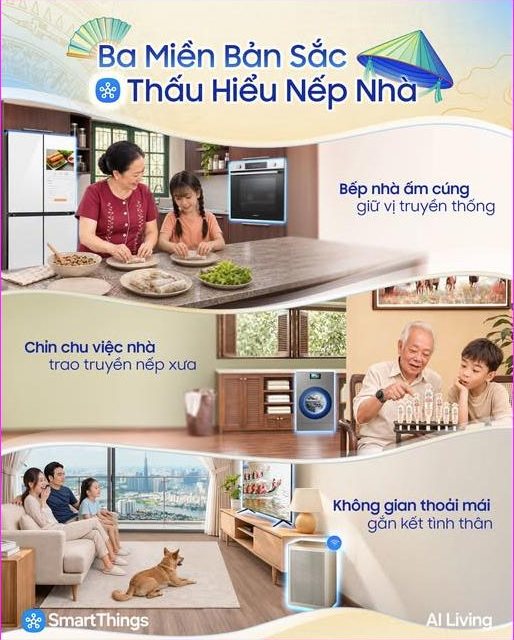 Ba Miền Bản Sắc
Thấu Hiểu Nếp Nhà
Bếp nhà ấm cúng
giữ vị truyền thống
Chỉn chu việc nhà
trao truyền nếp xưa
Không gian thoải mái
gắn kết tình thân
SmartThings
AI Living